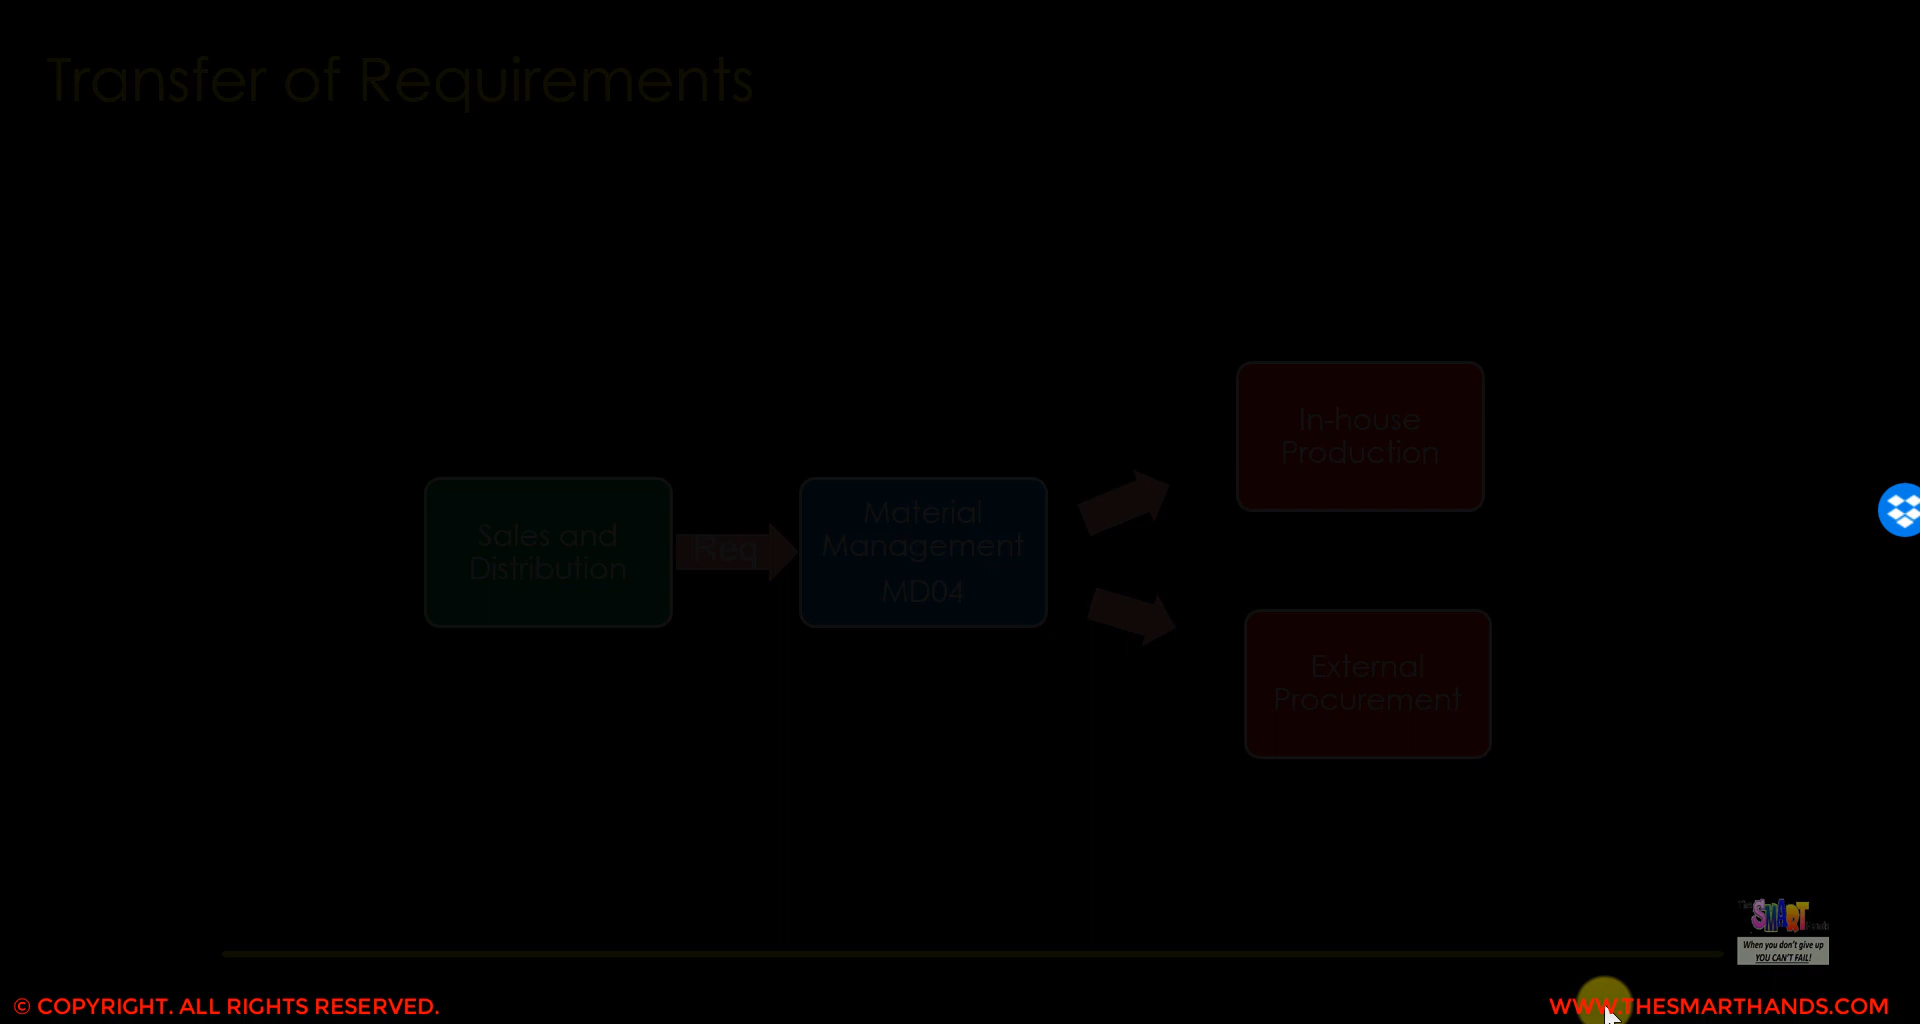 Transfer of Requirements
In-house
Production
Sales and
Distribution
Req
Material
Management
MD04
External
Procurement
SMART
When you don't give up
YOU CAN'T FAIL!
© COPYRIGHT. ALL RIGHTS RESERVED.
WWW.THESMARTHANDS.COM